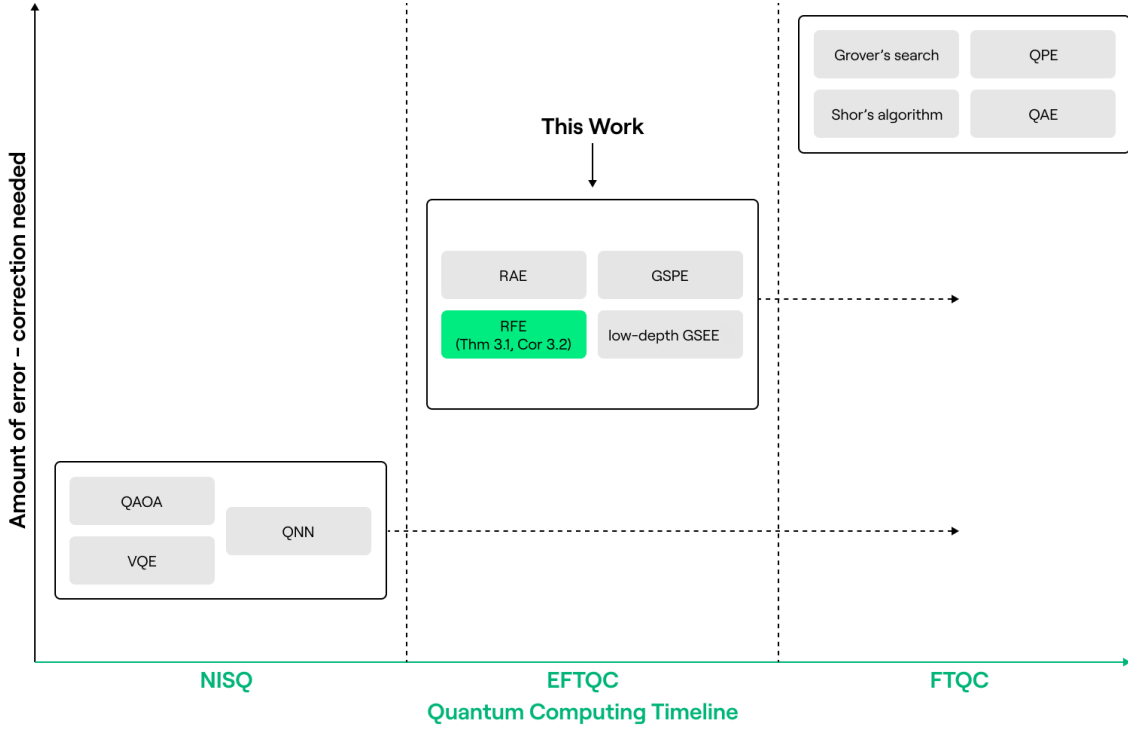 Amount of error - correction needed
Grover's search
QPE
Shor's algorithm
QAE
This Work
RAE
GSPE
RFE
(Thm 3.1, Cor 3.2)
low-depth GSEE
QAOA
QNN
VQE
NISQ
EFTQC
FTQC
Quantum Computing Timeline